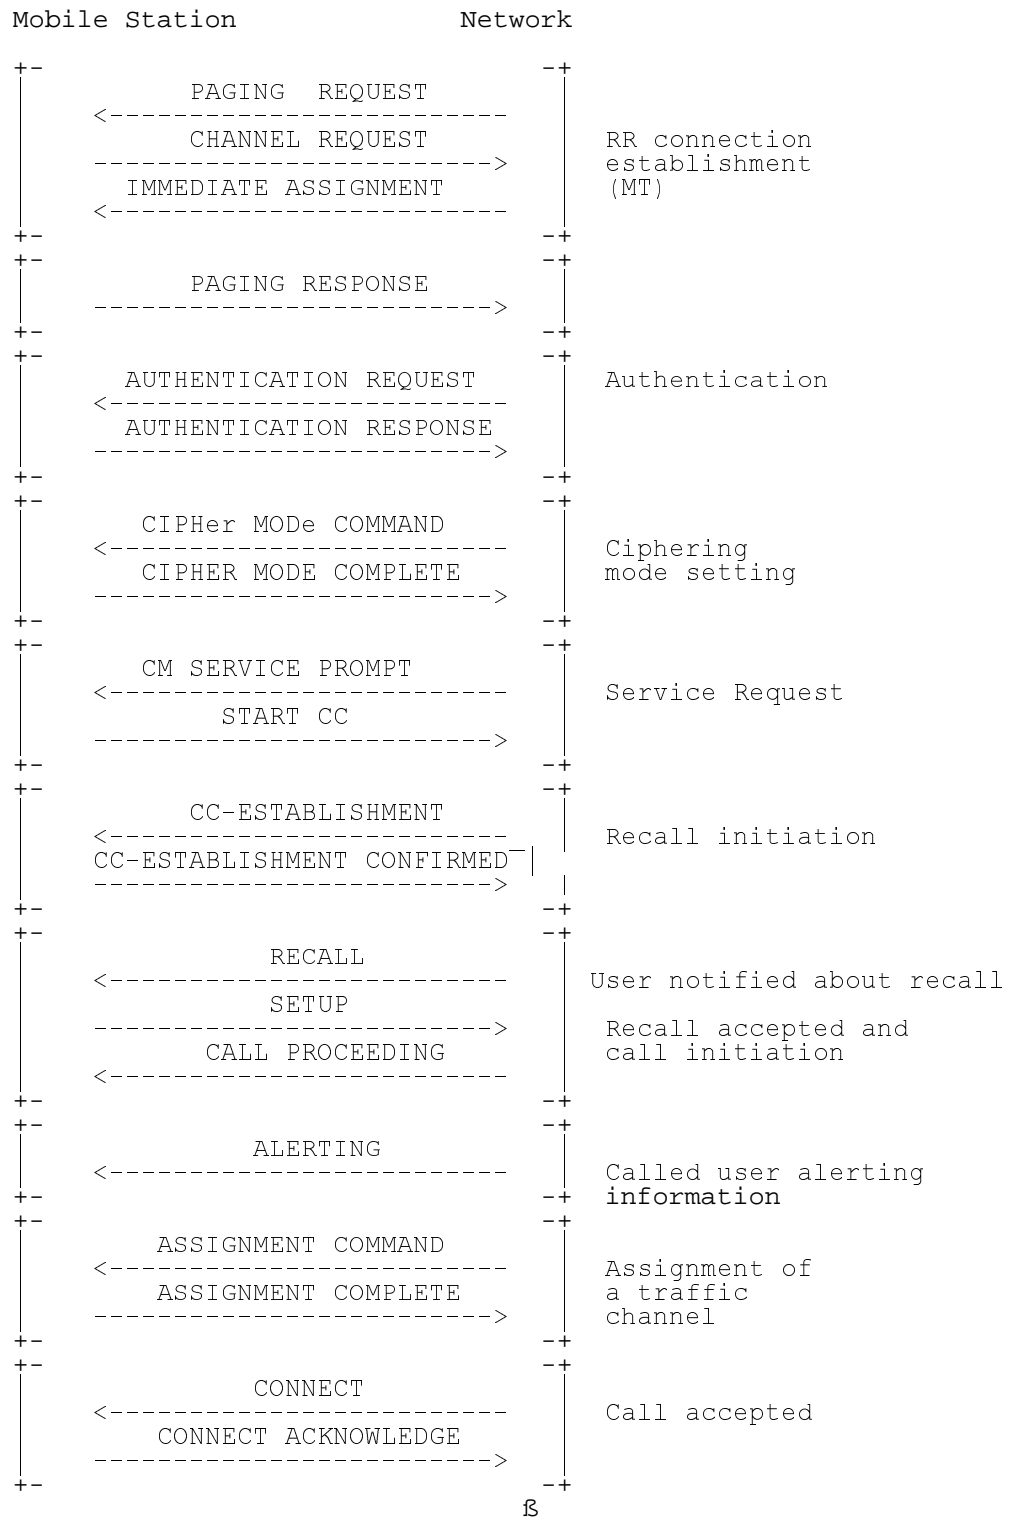 Mobile Station Network
+- -+
PAGING REQUEST
<-------------------------
CHANNEL REQUEST RR connection
-------------------------> establishment
IMMEDIATE ASSIGNMENT (MT)
<-------------------------
+- -+
+- -+
PAGING RESPONSE
------------------------->
+- -+
+- -+
AUTHENTICATION REQUEST Authentication
<-------------------------
AUTHENTICATION RESPONSE
------------------------->
+- -+
+- -+
CIPHer MODe COMMAND
<------------------------- Ciphering
CIPHER MODE COMPLETE mode setting
------------------------->
+- -+
+- -+
CM SERVICE PROMPT
<------------------------- Service Request
START CC
------------------------->
+- -+
+- -+
CC-ESTABLISHMENT
<------------------------- Recall initiation
CC-ESTABLISHMENT CONFIRMED
------------------------->
+- -+
+- -+
RECALL
<------------------------- User notified about recall
SETUP
-------------------------> Recall accepted and
CALL PROCEEDING call initiation
<-------------------------
+- -+
+- -+
ALERTING
<------------------------- Called user alerting
+- -+ information
+- -+
ASSIGNMENT COMMAND
<------------------------- Assignment of
ASSIGNMENT COMPLETE a traffic
-------------------------> channel
+- -+
+- -+
CONNECT
<------------------------- Call accepted
CONNECT ACKNOWLEDGE
------------------------->
+- -+
ß